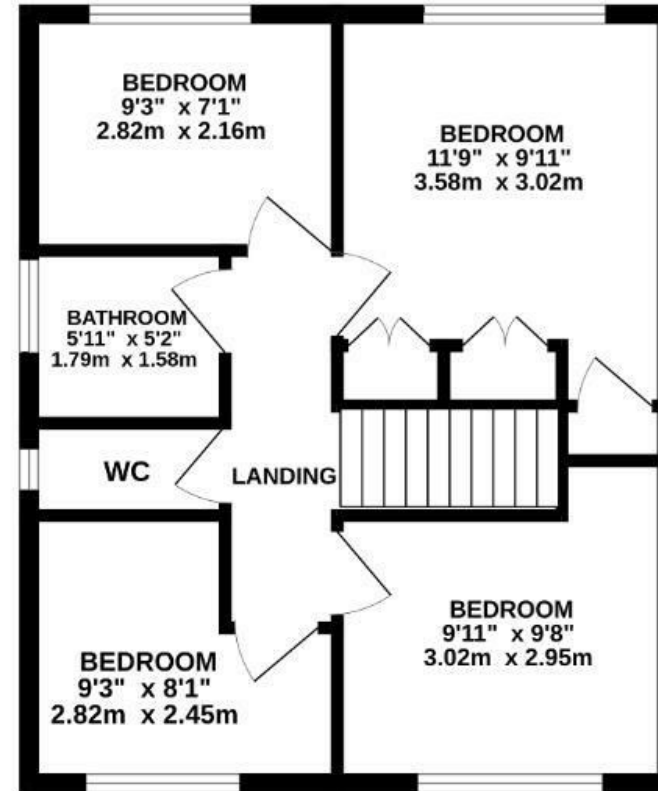 BEDROOM
9'3" x 7'1"
2.82m x 2.16m
BEDROOM
11'9" x 9'11"
3.58m x 3.02m
BATHROOM
5'11" x 5'2"
1.79m x 1.58m
WC
LANDING
BEDROOM
9'3" x 8'1"
2.82m x 2.45m
BEDROOM
9'11" x 9'8"
3.02m x 2.95m